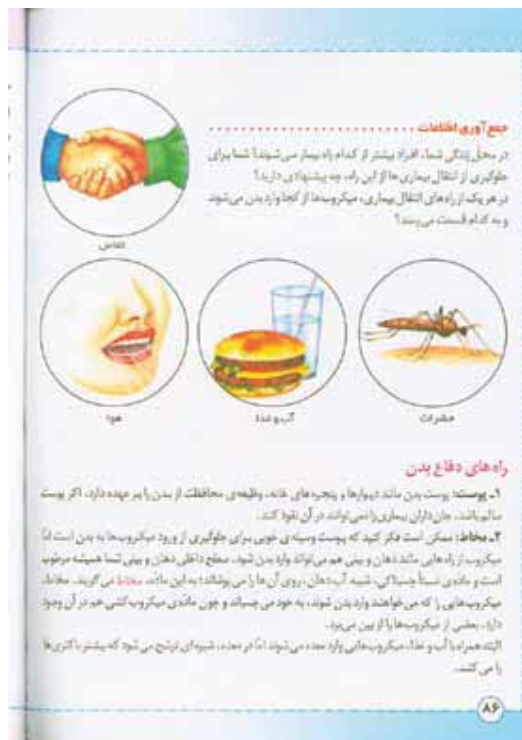 جمع‌آوری اطلاعات
در محل زندگی شما، افراد بیشتر از کدام راه بیمار می‌شوند؟ شما برای
جلوگیری از انتقال بیماری‌ها از این راه، چه پیشنهادی دارید؟
در هر یک از راه‌های انتقال بیماری، میکروب‌ها از کجا وارد بدن می‌شوند
و به کدام قسمت می‌رسند؟
تماس
حشرات
آب و غذا
هوا
راه‌های دفاع بدن
۱ـ پوست: پوست بدن مانند دیوارها و پنجره‌های خانه، وظیفه‌ی محافظت از بدن را بر عهده دارد. اگر پوست
سالم باشد، جان‌داران بیماری‌زا نمی‌توانند در آن نفوذ کنند.
۲ـ مخاط: ممکن است فکر کنید که پوست وسیله‌ی خوبی برای جلوگیری از ورود میکروب‌ها به بدن است امّا
میکروب از راه‌هایی مانند دهان و بینی هم می‌تواند وارد بدن شود. سطح داخلی دهان و بینی شما همیشه مرطوب
است و مادّه‌ی نسبتاً چسبناکی، شبیه آب دهان، روی آن‌ها را می‌پوشاند؛ به این مادّه، مخاط می‌گویند. مخاط،
میکروب‌هایی را که می‌خواهند وارد بدن شوند، به خود می‌چسباند و چون مادّه‌ی میکروب‌کشی هم در آن وجود
دارد، بعضی از میکروب‌ها را از بین می‌برد.
البته همراه با آب و غذا، میکروب‌هایی وارد معده می‌شوند امّا در معده، شیره‌ای ترشح می‌شود که بیشتر باکتری‌ها
را می‌کشد.
۸۶